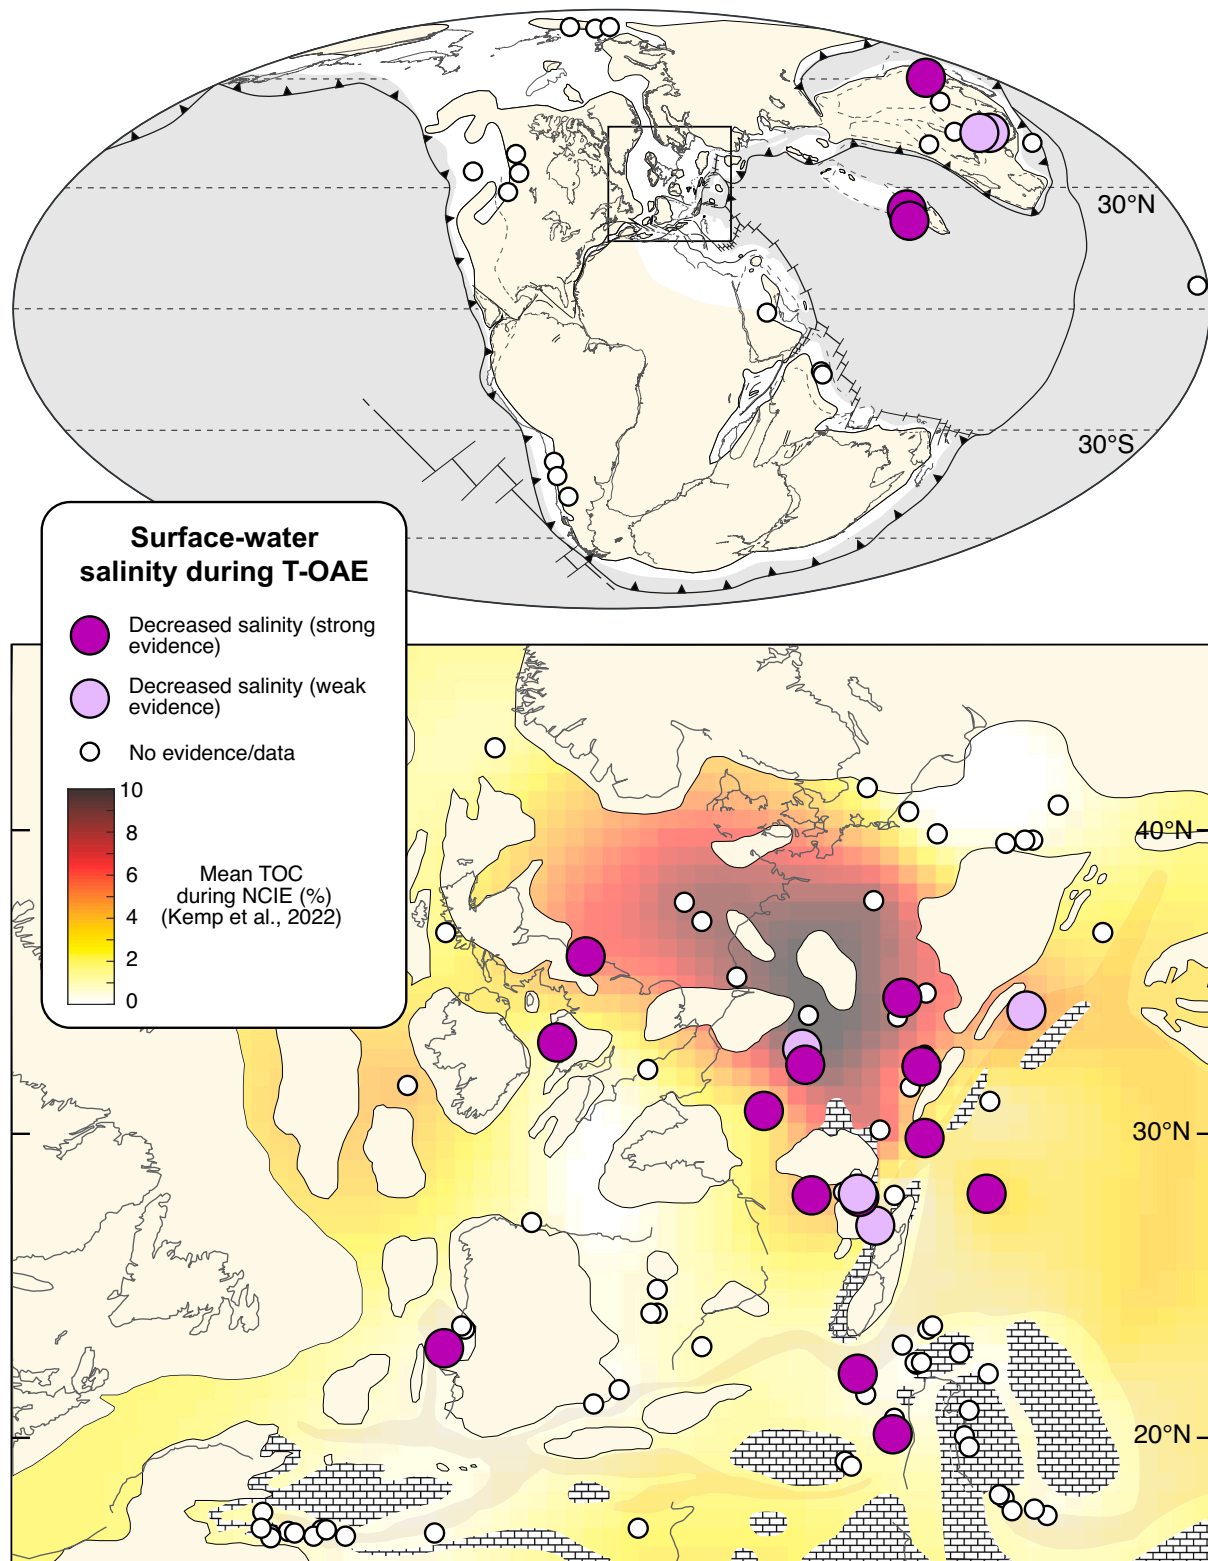 30°N
30°S
Surface-water
salinity during T-OAE
Decreased salinity (strong
evidence)
Decreased salinity (weak
evidence)
No evidence/data
10
8
6
4
2
0
Mean TOC
during NCIE (%)
(Kemp et al., 2022)
40°N
30°N
20°N